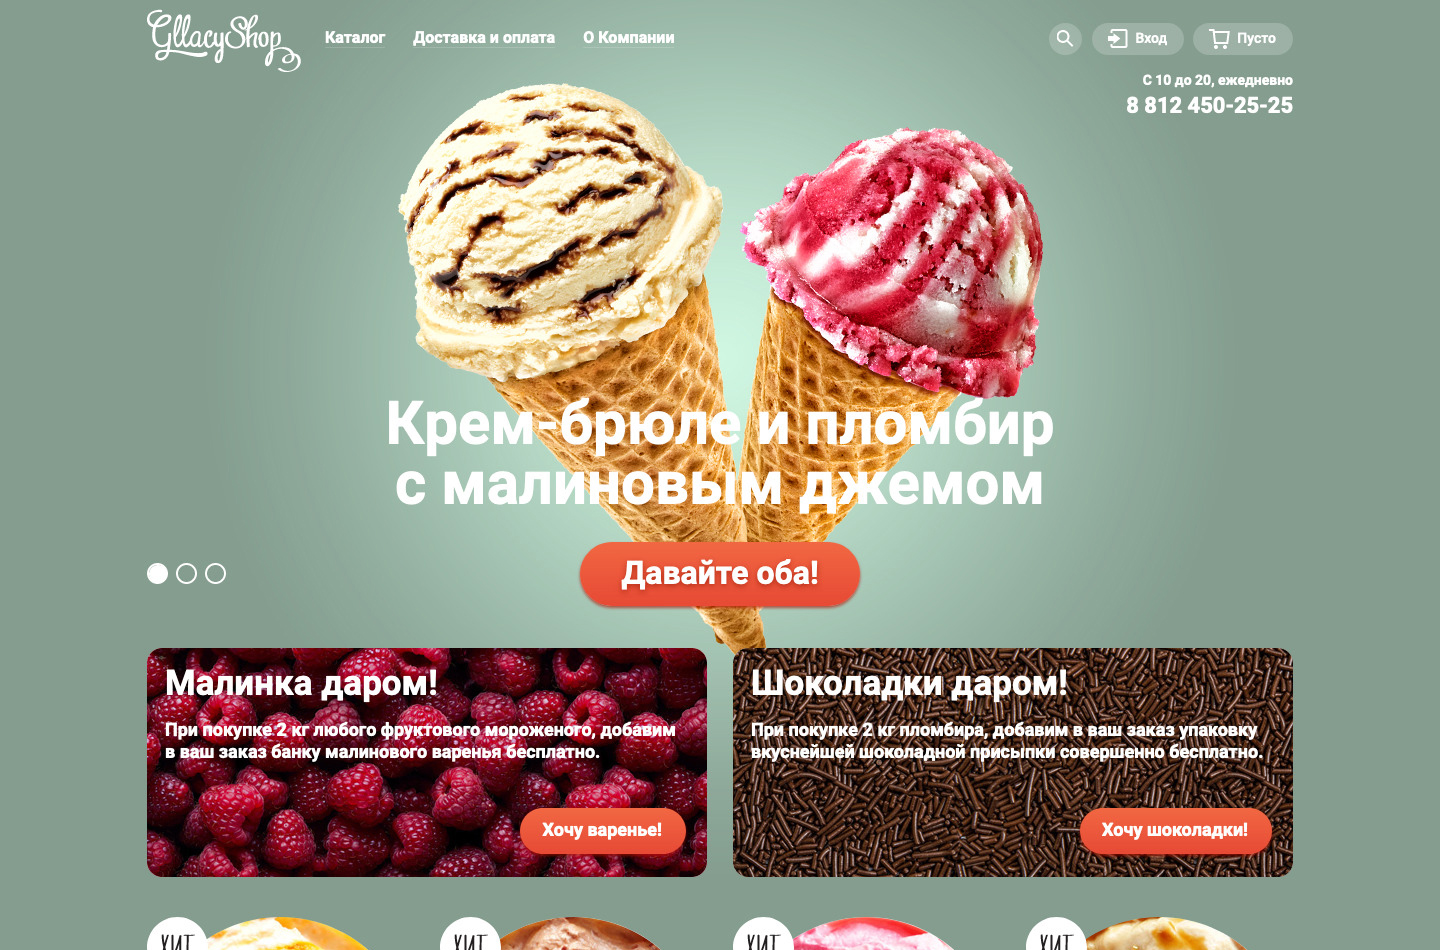 GllacyShop
Каталог
Доставка и оплата
О Компании
Вход
Пусто
С 10 до 20, ежедневно
8 812 450-25-25
Крем-брюле и пломбир
с малиновым джемом
Давайте оба!
Малинка даром!
При покупке 2 кг любого фруктового мороженого, добавим
в ваш заказ банку малинового варенья бесплатно.
Хочу варенье!
Шоколадки даром!
При покупке 2 кг пломбира, добавим в ваш заказ упаковку
вкуснейшей шоколадной присыпки совершенно бесплатно.
Хочу шоколадки!
ХИТ
ХИТ
ХИТ
ХИТ